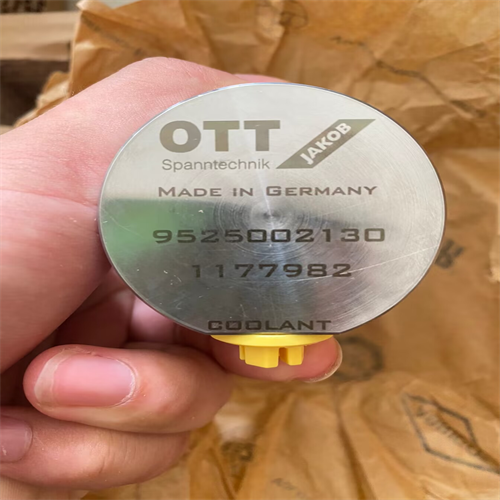 OTT
JAKOB
Spanntechnik
MADE IN GERMANY
9525002130
1177982
COOLANT